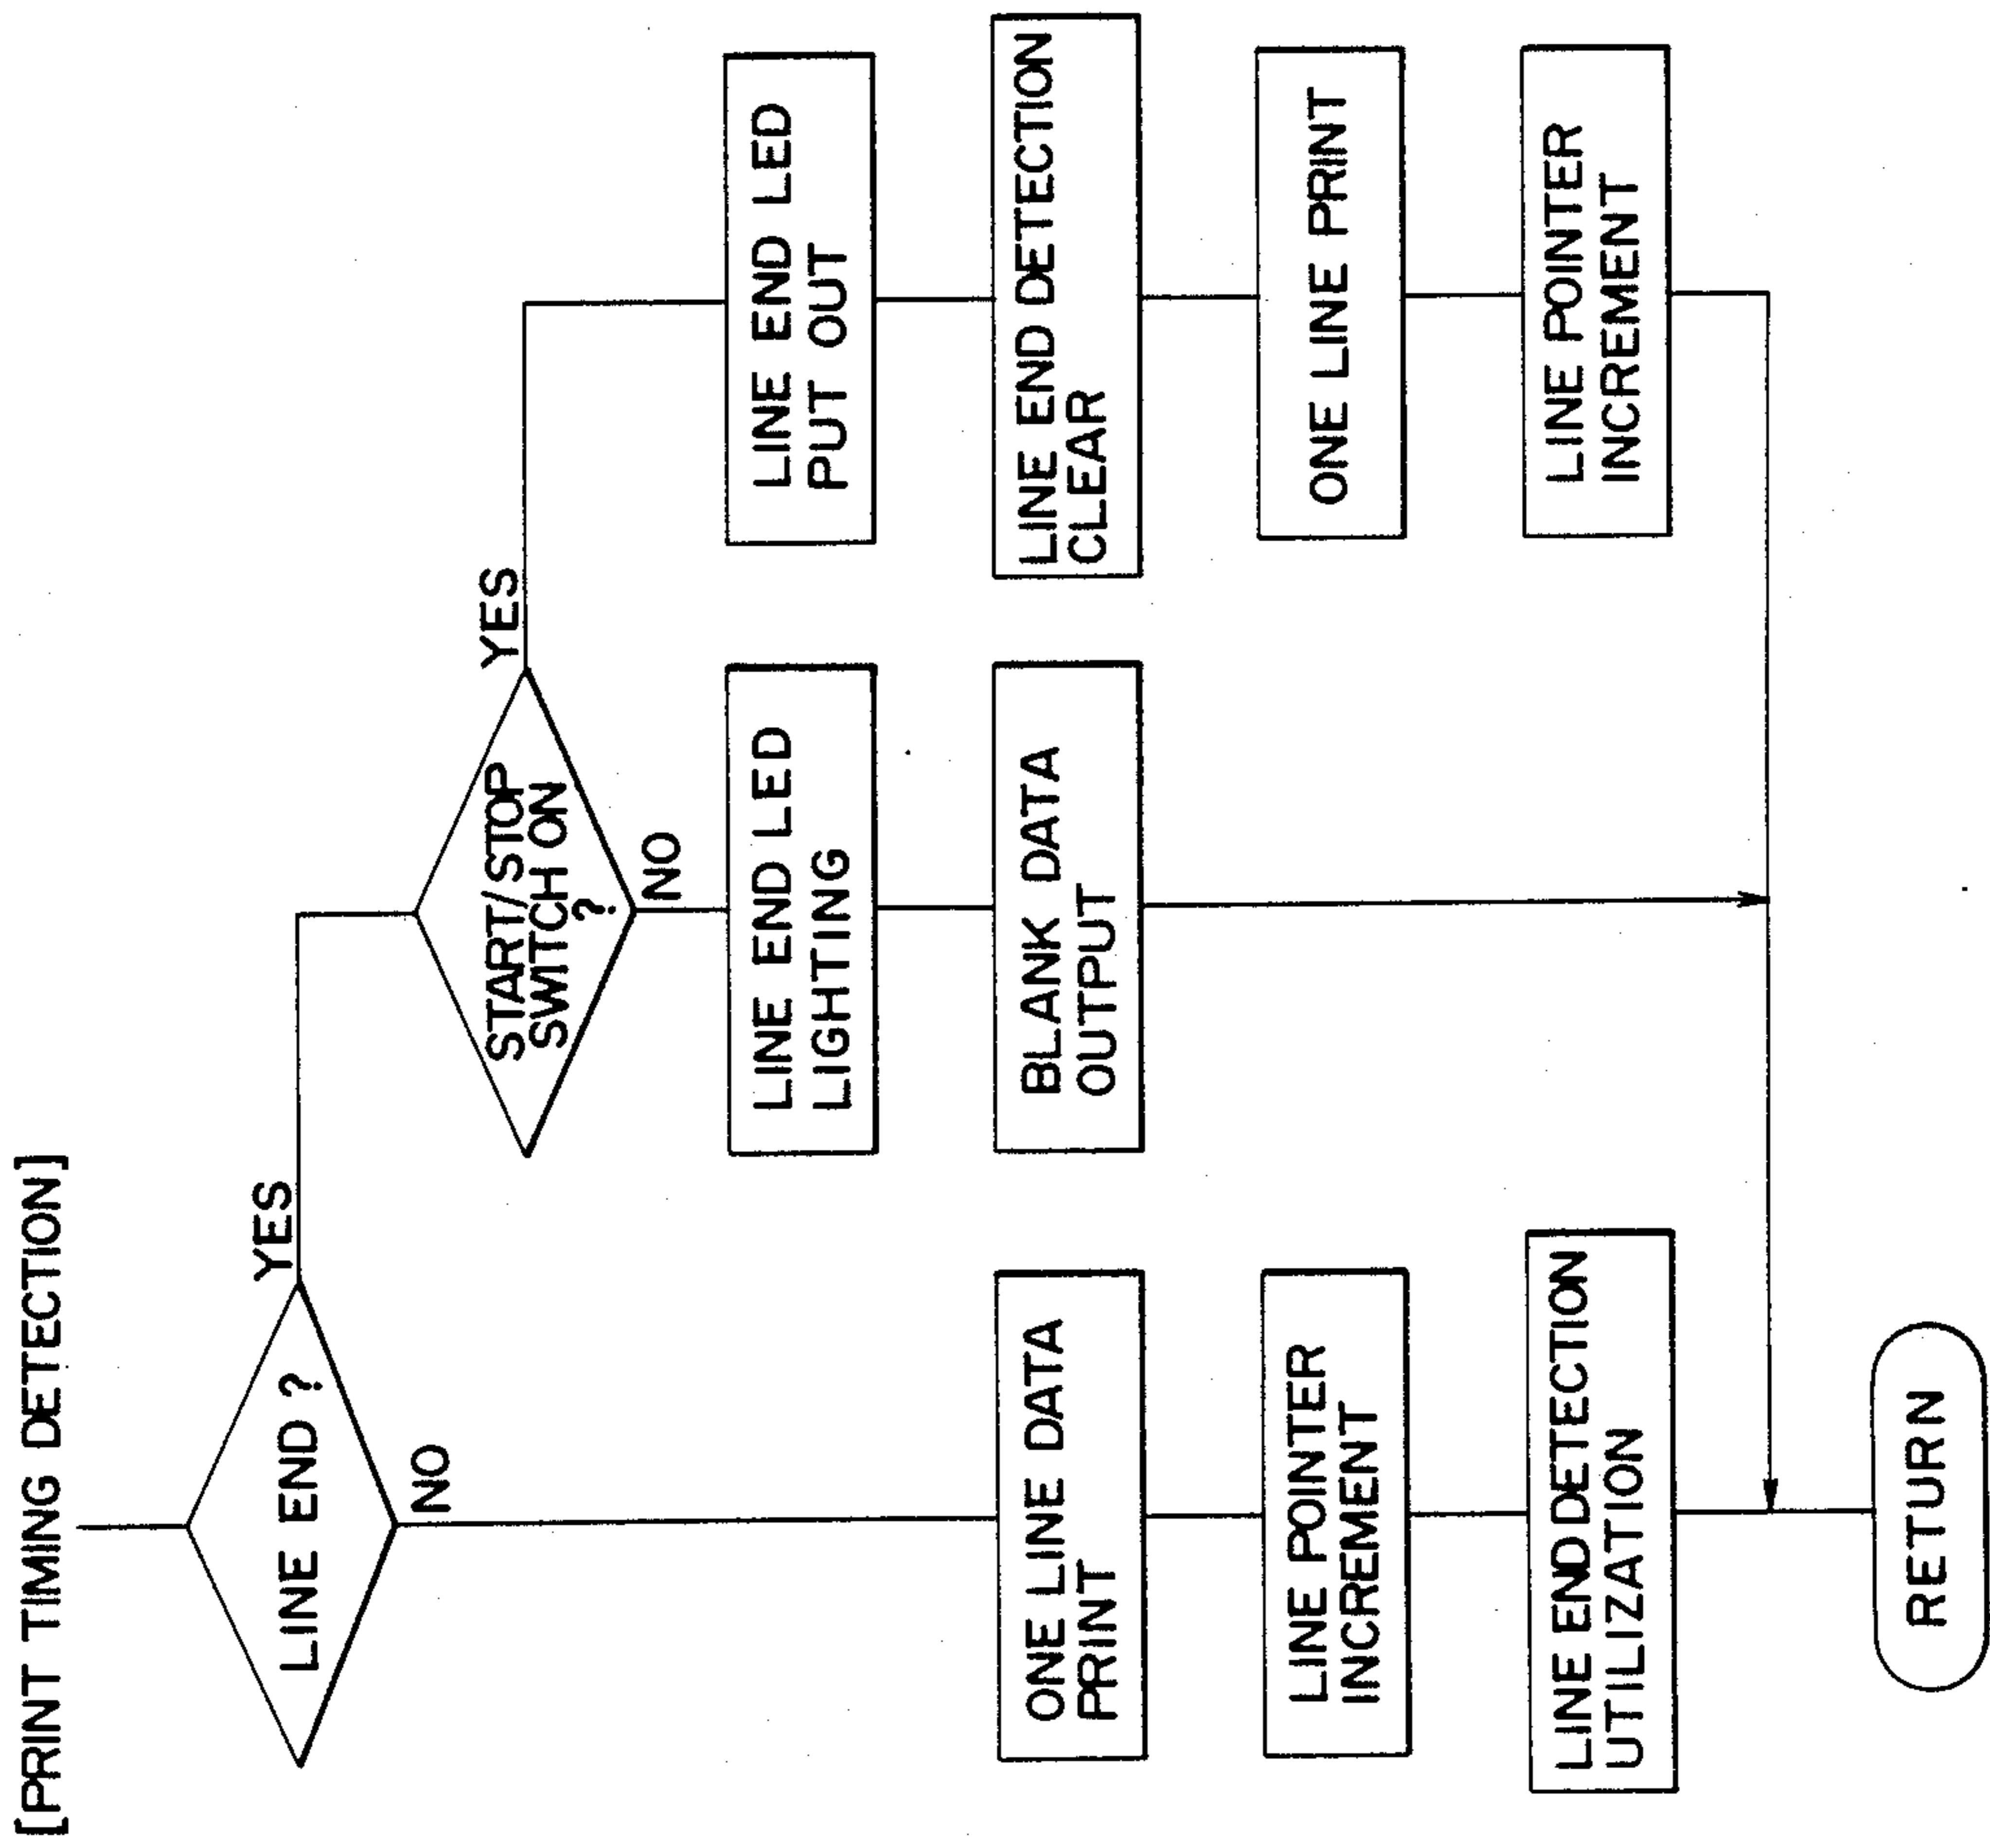 [PRINT TIMING DETECTION]
LINE END ?
YES
NO
START/STOP
SWITCH ON
?
YES
NO
ONE LINE DATA
PRINT
LINE POINTER
INCREMENT
LINE END DETECTION
UTILIZATION
LINE END LED
LIGHTING
BLANK DATA
OUTPUT
LINE END LED
PUT OUT
LINE END DETECTION
CLEAR
ONE LINE PRINT
LINE POINTER
INCREMENT
RETURN